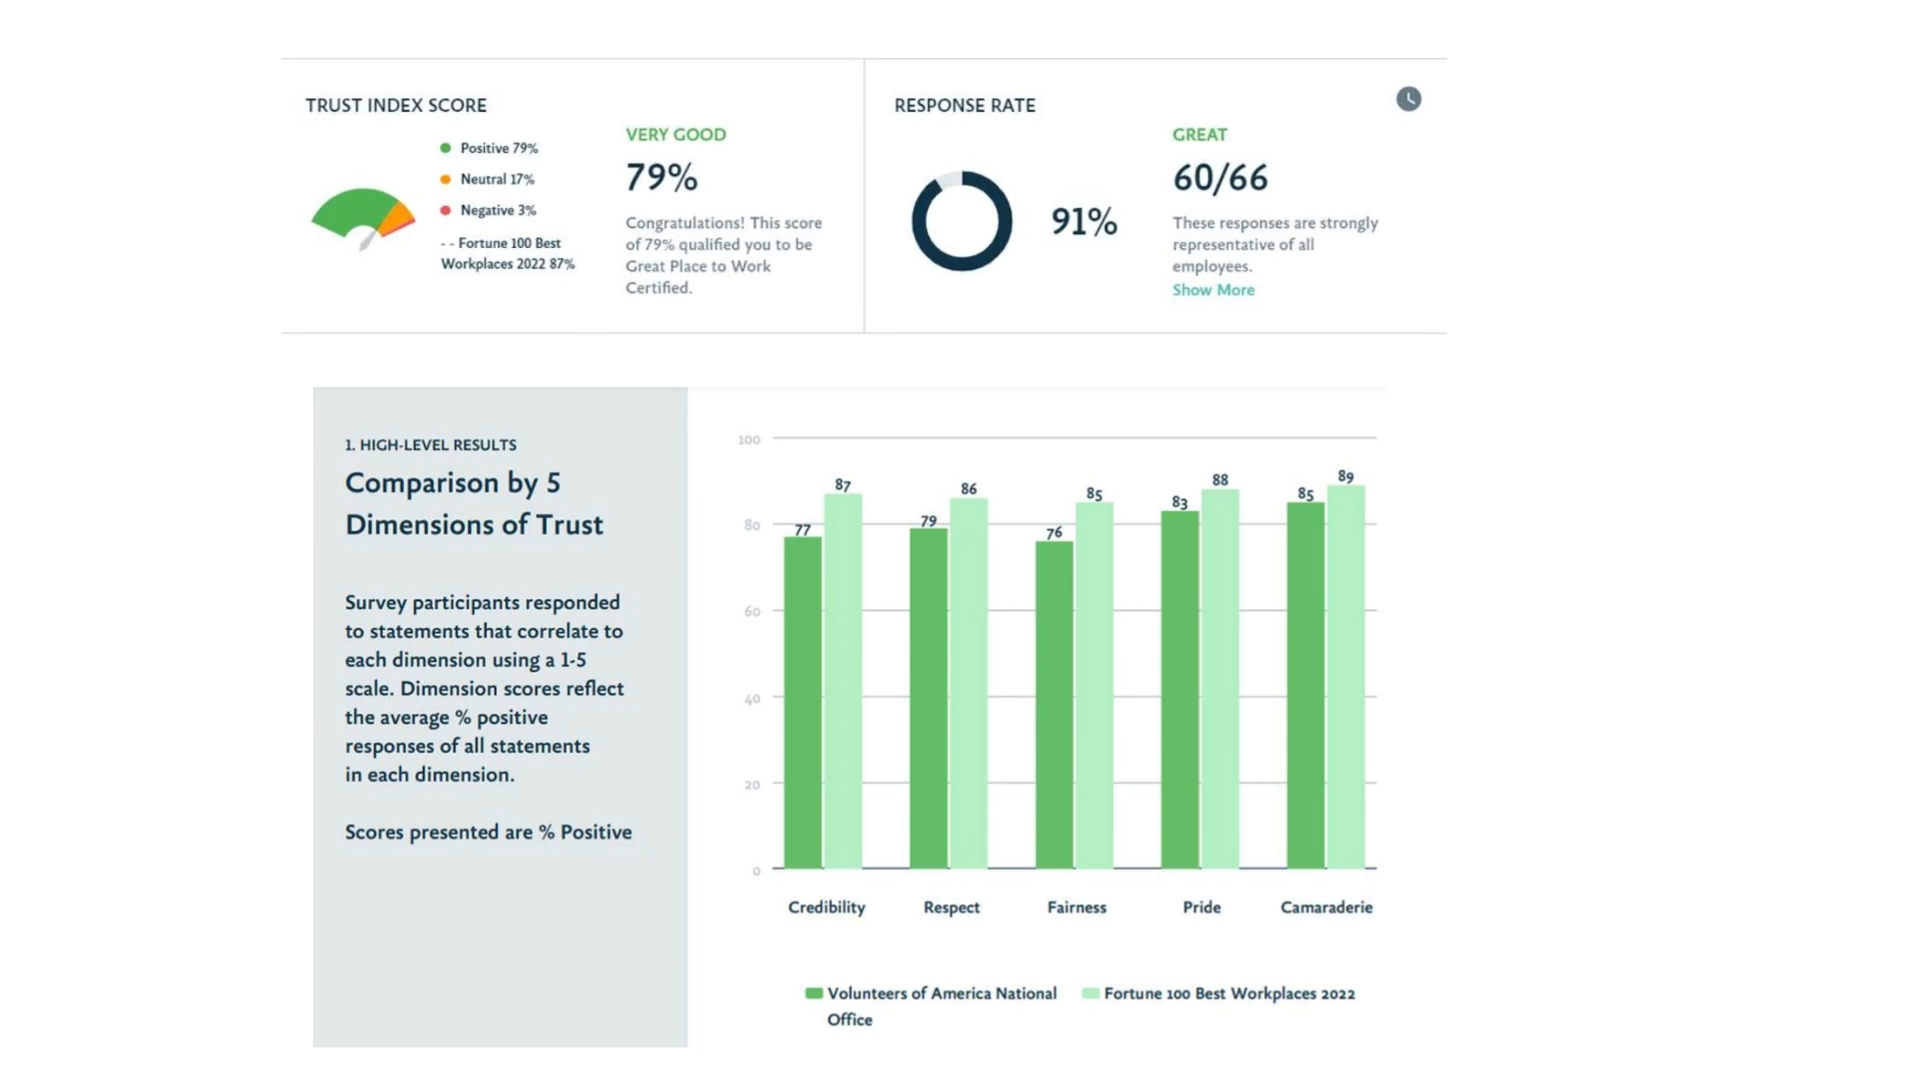 TRUST INDEX SCORE
Positive 79%
Neutral 17%
Negative 3%
- - Fortune 100 Best
Workplaces 2022 87%
VERY GOOD
79%
Congratulations! This score
of 79% qualified you to be
Great Place to Work
Certified.
RESPONSE RATE
91%
GREAT
60/66
These responses are strongly
representative of all
employees.
Show More
1. HIGH-LEVEL RESULTS
Comparison by 5
Dimensions of Trust
Survey participants responded
to statements that correlate to
each dimension using a 1-5
scale. Dimension scores reflect
the average % positive
responses of all statements
in each dimension.
Scores presented are % Positive
100
80
60
40
20
0
77
87
79
86
76
85
83
88
85
89
Credibility
Respect
Fairness
Pride
Camaraderie
Volunteers of America National
Office
Fortune 100 Best Workplaces 2022